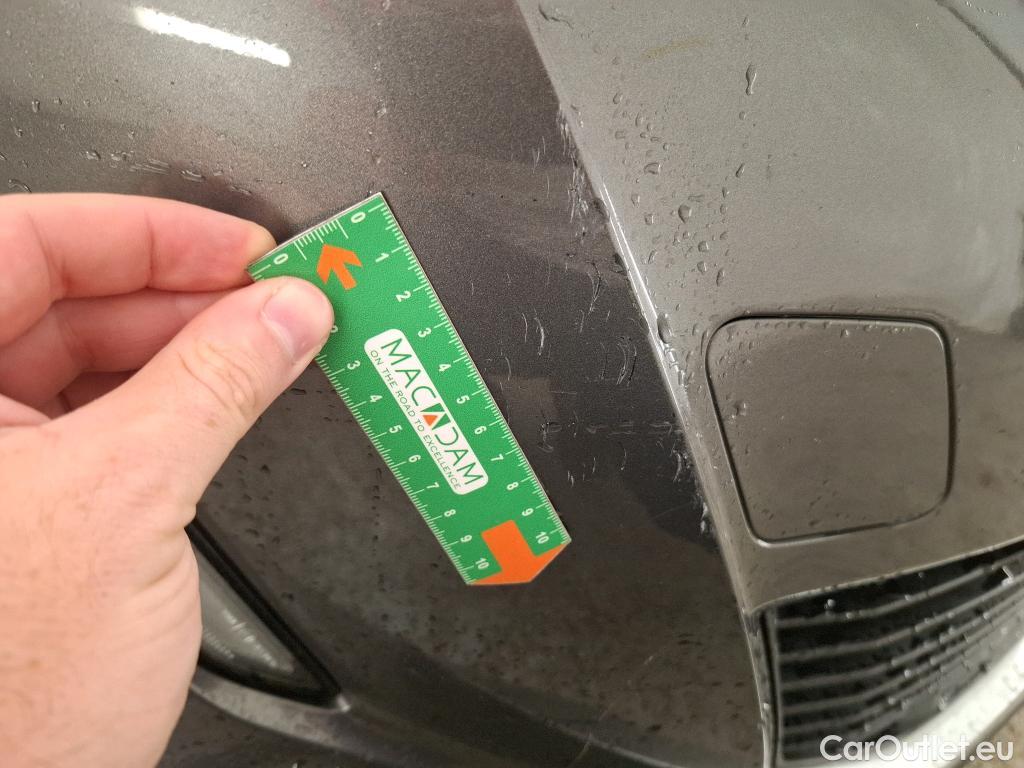 0 1 2 3 4 5 6 7 8 9 10
MACADAM
ON THE ROAD TO EXCELLENCE
0 2 3 4 5 6 7 8 9 10
CarOutlet.eu